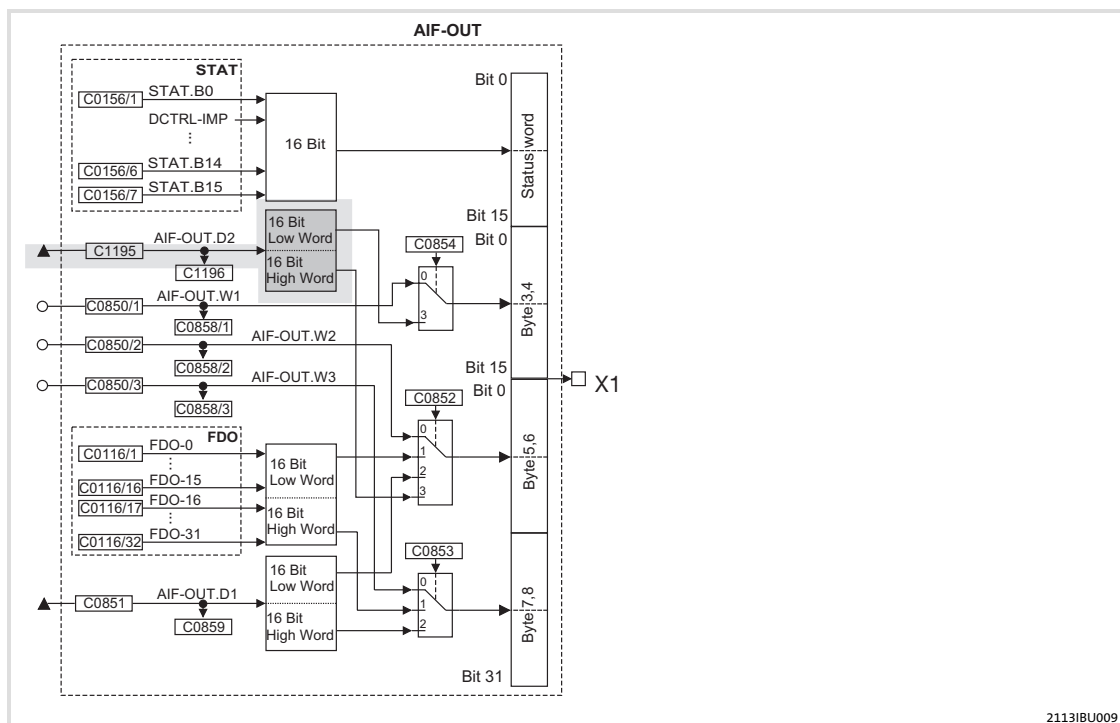 AIF-OUT
STAT
Bit 0
C0156/1 STAT.B0
DCTRL-IMP
⋮
16 Bit
Status word
C0156/6 STAT.B14
C0156/7 STAT.B15
Bit 15
16 Bit
Low Word
16 Bit
High Word
C1195 AIF-OUT.D2
C1196
C0854
0
3
Bit 0
Byte 3,4
C0850/1 AIF-OUT.W1
C0858/1
C0850/2 AIF-OUT.W2
C0858/2
C0850/3 AIF-OUT.W3
C0858/3
Bit 15
X1
Bit 0
C0852
0
1
2
3
Byte 5,6
FDO
C0116/1 FDO-0
⋮
C0116/16 FDO-15
C0116/17 FDO-16
⋮
C0116/32 FDO-31
16 Bit
Low Word
16 Bit
High Word
C0853
0
1
2
Byte 7,8
16 Bit
Low Word
16 Bit
High Word
C0851 AIF-OUT.D1
C0859
Bit 31
2113IBU009